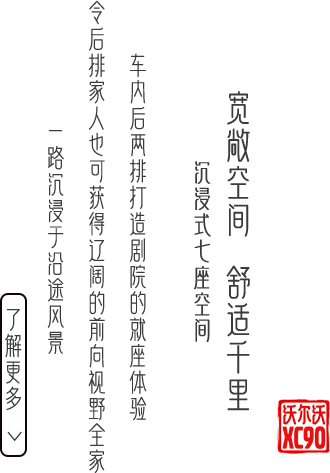 宽敞空间 舒适千里
沉浸式七座空间
车内后两排打造剧院的就座体验
令后排家人也可获得辽阔的前向视野全家
一路沉浸于沿途风景
了解更多
沃尔沃
XC90